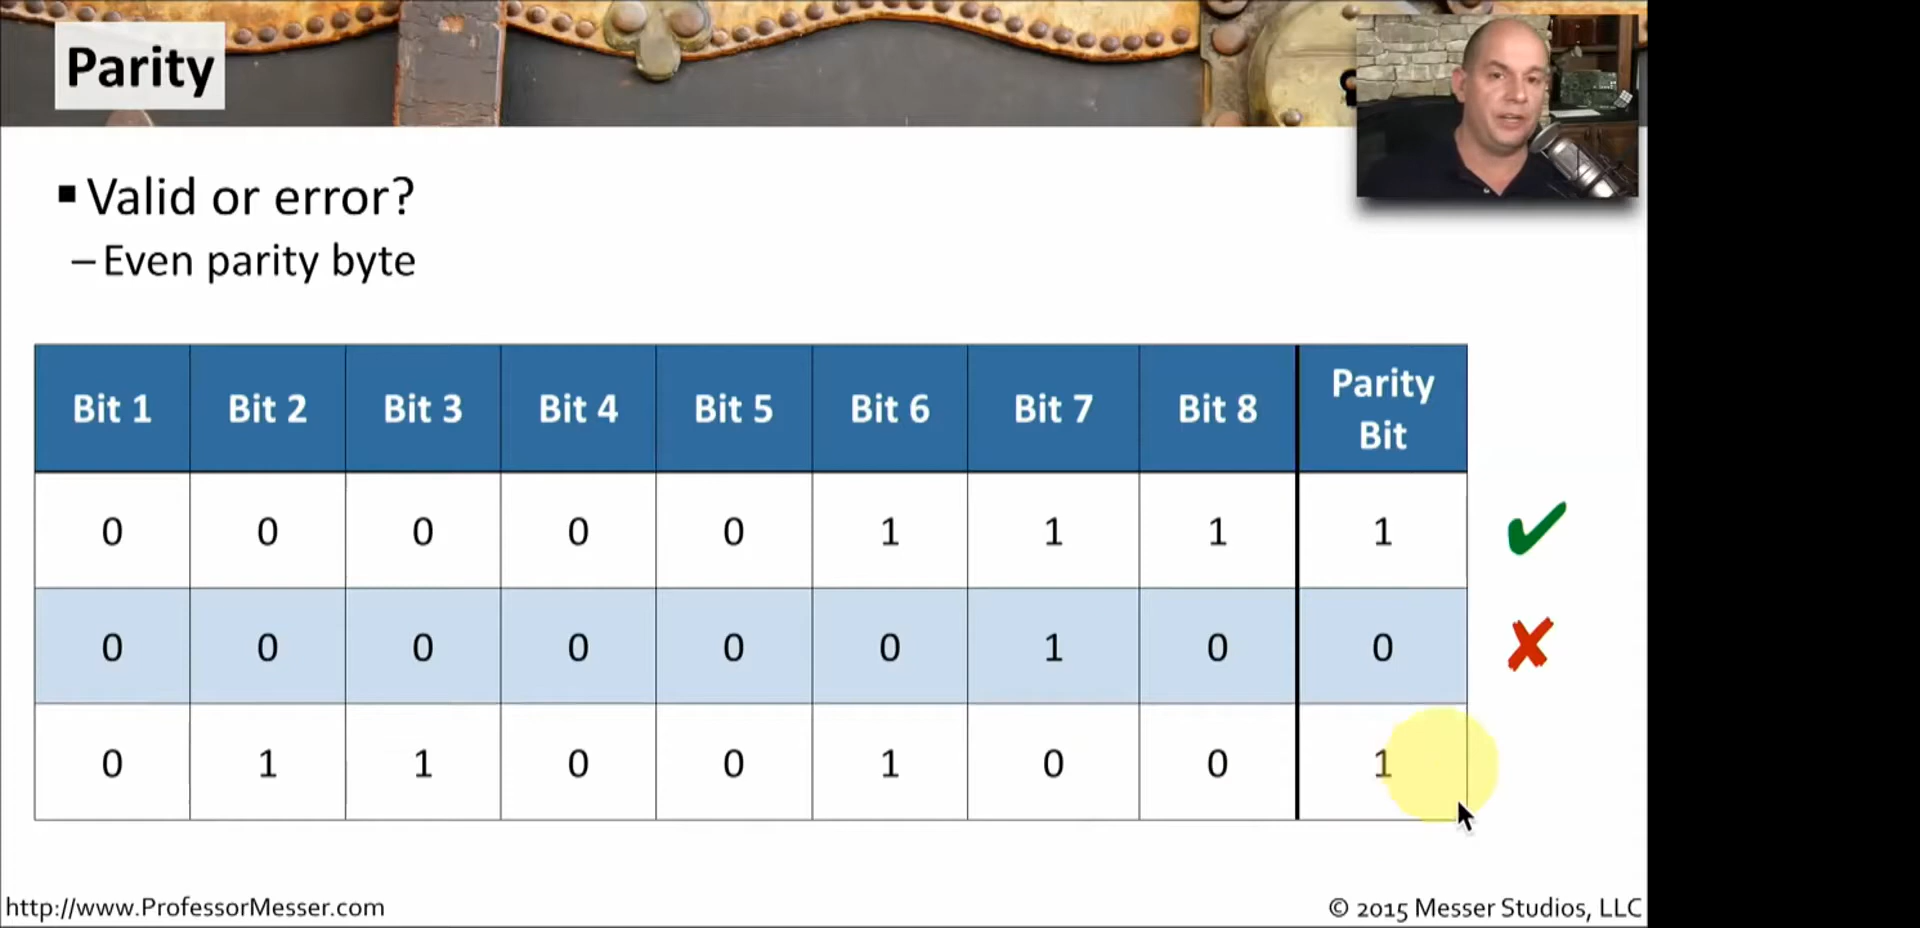 Parity
▪ Valid or error?
– Even parity byte
Bit 1 Bit 2 Bit 3 Bit 4 Bit 5 Bit 6 Bit 7 Bit 8 Parity Bit
0 0 0 0 0 1 1 1 1 ✔
0 0 0 0 0 0 1 0 0 ✘
0 1 1 0 0 1 0 0 1
http://www.ProfessorMesser.com
© 2015 Messer Studios, LLC